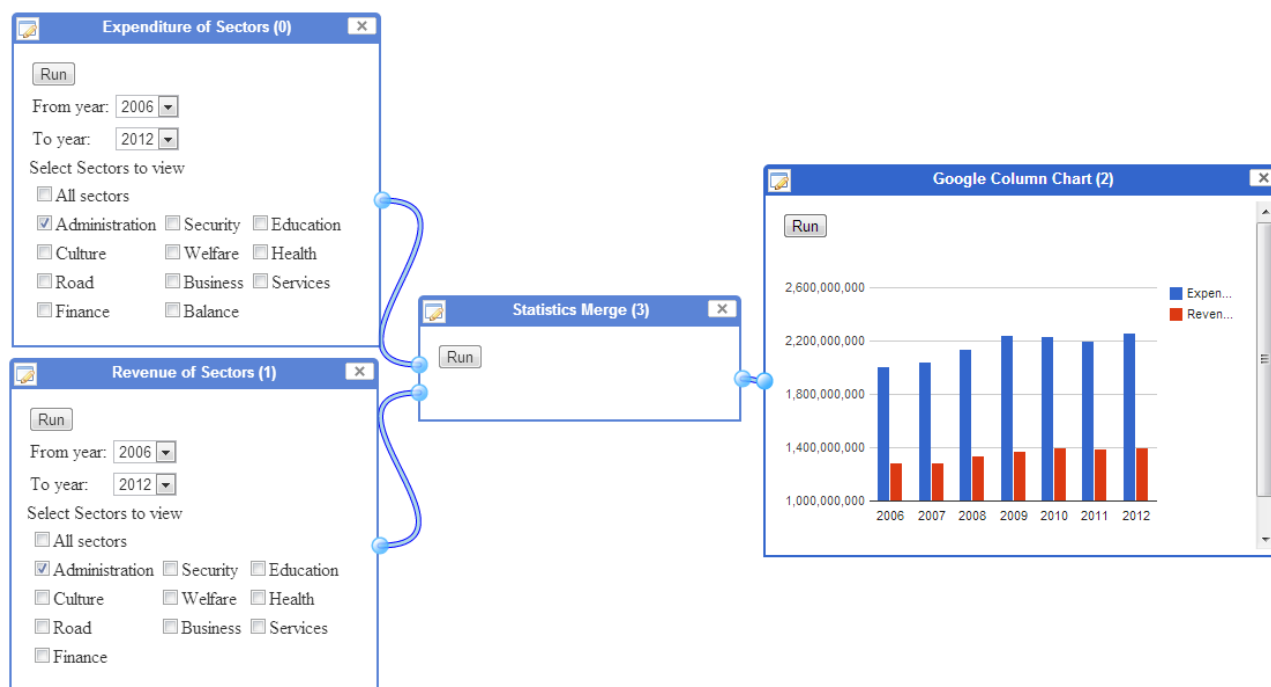 Expenditure of Sectors (0)
Run
From year: 2006
To year: 2012
Select Sectors to view
All sectors
Administration Security Education
Culture Welfare Health
Road Business Services
Finance Balance
Revenue of Sectors (1)
Run
From year: 2006
To year: 2012
Select Sectors to view
All sectors
Administration Security Education
Culture Welfare Health
Road Business Services
Finance
Statistics Merge (3)
Run
Google Column Chart (2)
Run
2,600,000,000
2,200,000,000
1,800,000,000
1,400,000,000
1,000,000,000
2006 2007 2008 2009 2010 2011 2012
Expen...
Reven...